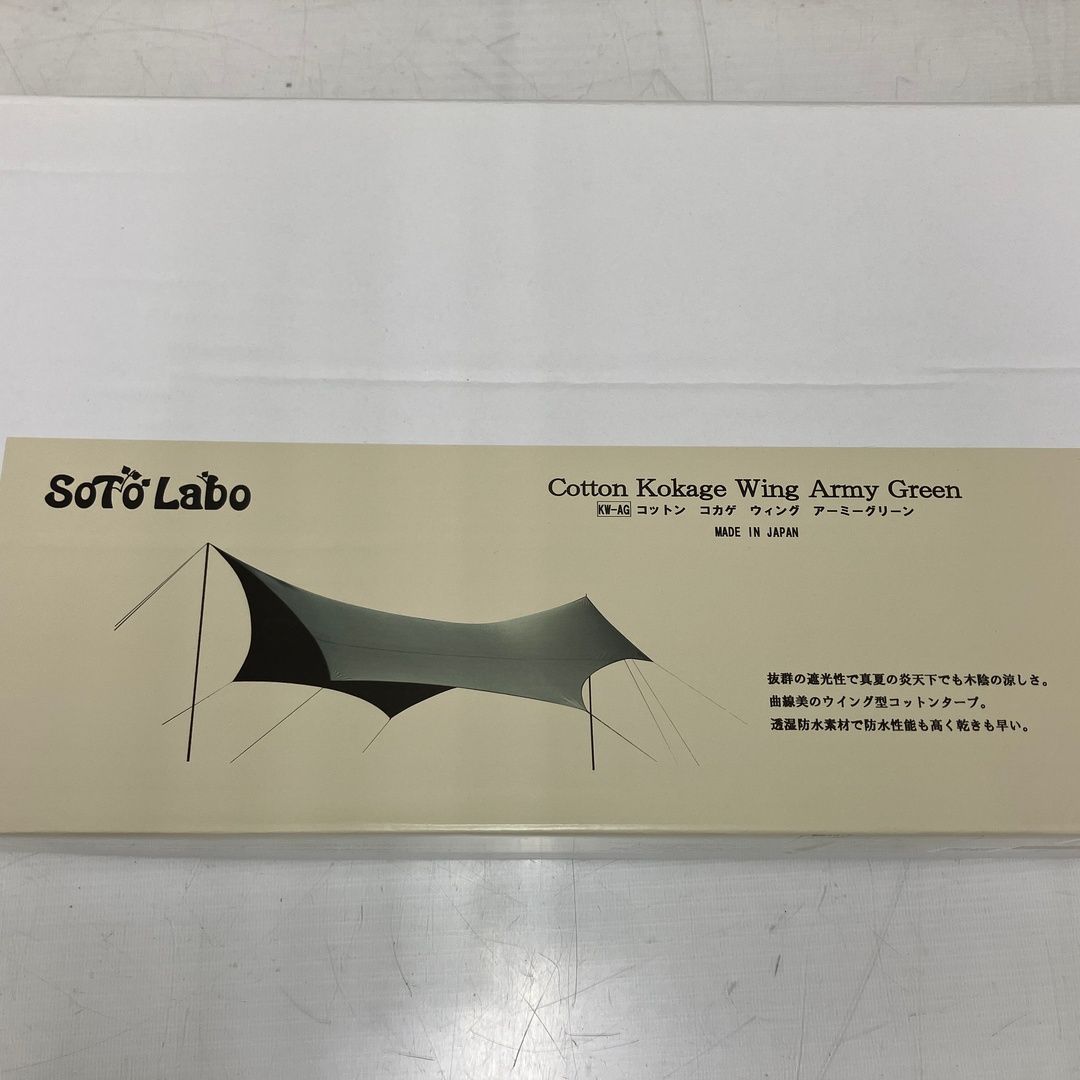 SoToLabo
Cotton Kokage Wing Army Green
KW-AG コットン コカゲ ウィング アーミーグリーン
MADE IN JAPAN
抜群の遮光性で真夏の炎天下でも木陰の涼しさ。
曲線美のウイング型コットンタープ。
透湿防水素材で防水性能も高く乾きも早い。